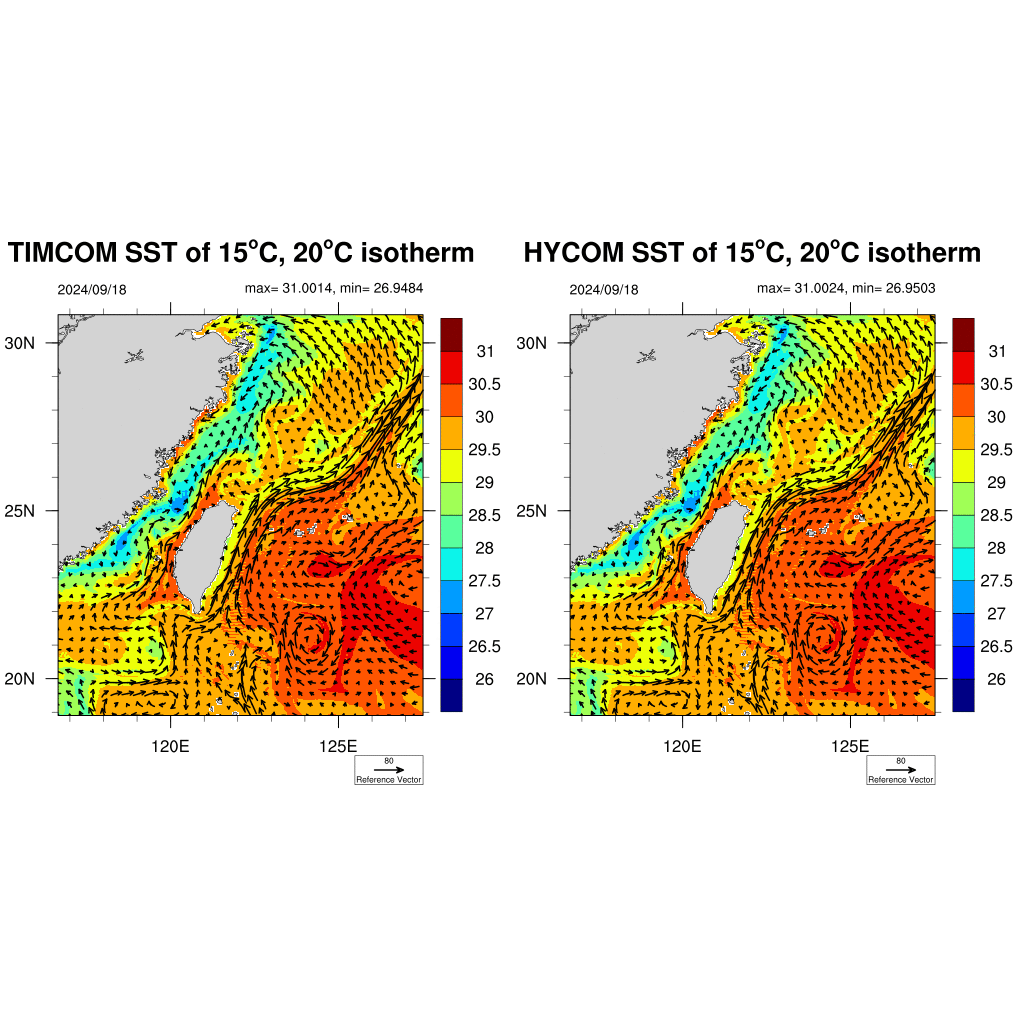 TIMCOM SST of 15°C, 20°C isotherm
2024/09/18 max= 31.0014, min= 26.9484
30N
25N
20N
120E 125E
31
30.5
30
29.5
29
28.5
28
27.5
27
26.5
26
80
Reference Vector
HYCOM SST of 15°C, 20°C isotherm
2024/09/18 max= 31.0024, min= 26.9503
30N
25N
20N
120E 125E
31
30.5
30
29.5
29
28.5
28
27.5
27
26.5
26
80
Reference Vector